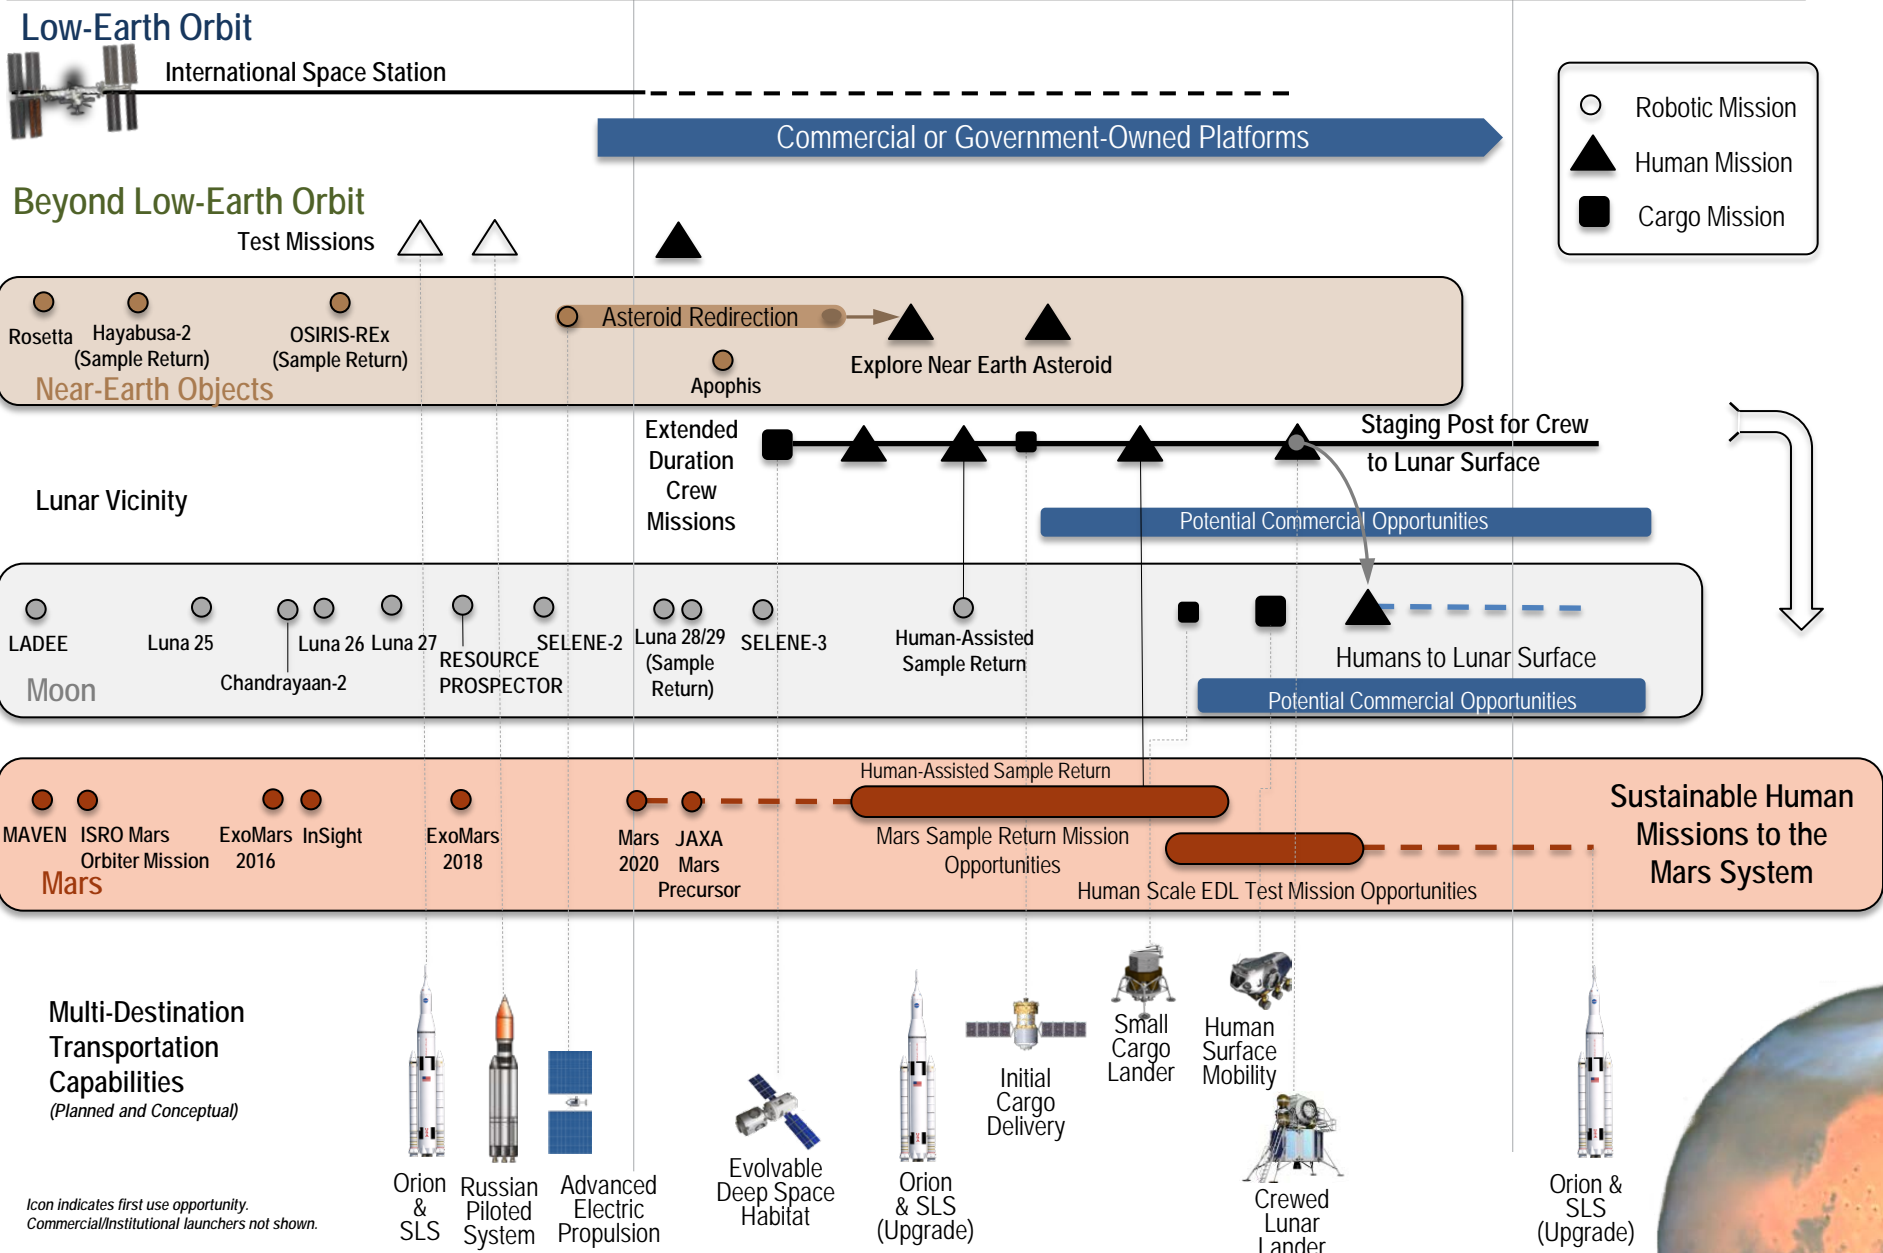 Low-Earth Orbit
International Space Station
Commercial or Government-Owned Platforms
Robotic Mission
Human Mission
Cargo Mission
Beyond Low-Earth Orbit
Test Missions
Rosetta
Hayabusa-2
(Sample Return)
OSIRIS-REx
(Sample Return)
Asteroid Redirection
Apophis
Explore Near Earth Asteroid
Near-Earth Objects
Extended
Duration
Crew
Missions
Staging Post for Crew
to Lunar Surface
Lunar Vicinity
Potential Commercial Opportunities
LADEE
Luna 25
Chandrayaan-2
Luna 26
Luna 27
RESOURCE
PROSPECTOR
SELENE-2
Luna 28/29
(Sample
Return)
SELENE-3
Human-Assisted
Sample Return
Humans to Lunar Surface
Potential Commercial Opportunities
Moon
Human-Assisted Sample Return
MAVEN
ISRO Mars
Orbiter Mission
ExoMars
2016
InSight
ExoMars
2018
Mars
2020
JAXA
Mars
Precursor
Mars Sample Return Mission
Opportunities
Human Scale EDL Test Mission Opportunities
Sustainable Human
Missions to the
Mars System
Mars
Multi-Destination
Transportation
Capabilities
(Planned and Conceptual)
Orion
&
SLS
Russian
Piloted
System
Advanced
Electric
Propulsion
Evolvable
Deep Space
Habitat
Orion
& SLS
(Upgrade)
Initial
Cargo
Delivery
Small
Cargo
Lander
Human
Surface
Mobility
Crewed
Lunar
Lander
Orion &
SLS
(Upgrade)
Icon indicates first use opportunity.
Commercial/Institutional launchers not shown.